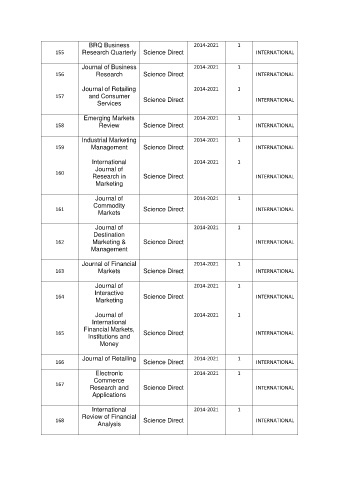 155 BRQ Business Research Quarterly Science Direct 2014-2021 1 INTERNATIONAL
156 Journal of Business Research Science Direct 2014-2021 1 INTERNATIONAL
157 Journal of Retailing and Consumer Services Science Direct 2014-2021 1 INTERNATIONAL
158 Emerging Markets Review Science Direct 2014-2021 1 INTERNATIONAL
159 Industrial Marketing Management Science Direct 2014-2021 1 INTERNATIONAL
160 International Journal of Research in Marketing Science Direct 2014-2021 1 INTERNATIONAL
161 Journal of Commodity Markets Science Direct 2014-2021 1 INTERNATIONAL
162 Journal of Destination Marketing & Management Science Direct 2014-2021 1 INTERNATIONAL
163 Journal of Financial Markets Science Direct 2014-2021 1 INTERNATIONAL
164 Journal of Interactive Marketing Science Direct 2014-2021 1 INTERNATIONAL
165 Journal of International Financial Markets, Institutions and Money Science Direct 2014-2021 1 INTERNATIONAL
166 Journal of Retailing Science Direct 2014-2021 1 INTERNATIONAL
167 Electronic Commerce Research and Applications Science Direct 2014-2021 1 INTERNATIONAL
168 International Review of Financial Analysis Science Direct 2014-2021 1 INTERNATIONAL